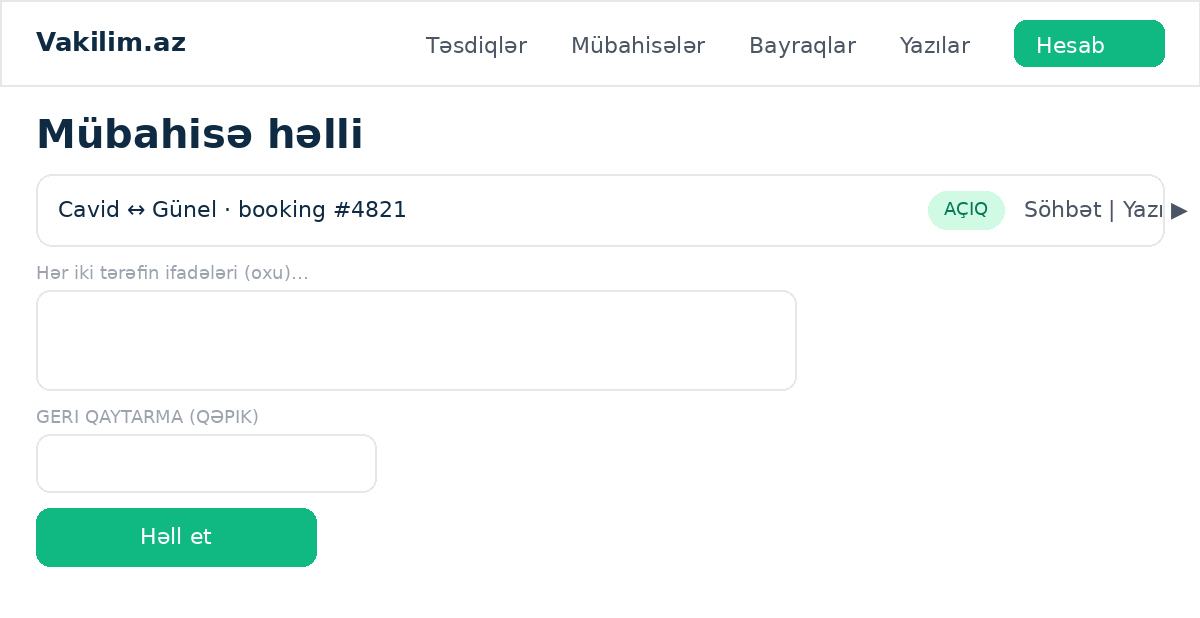 Vakilim.az
Təsdiqlər Mübahisələr Bayraqlar Yazılar Hesab
Mübahisə həlli
Cavid ↔ Günel · booking #4821 AÇIQ Söhbət | Yazı ▶
Hər iki tərəfin ifadələri (oxu)...
GERI QAYTARMA (QƏPIK)
Həll et